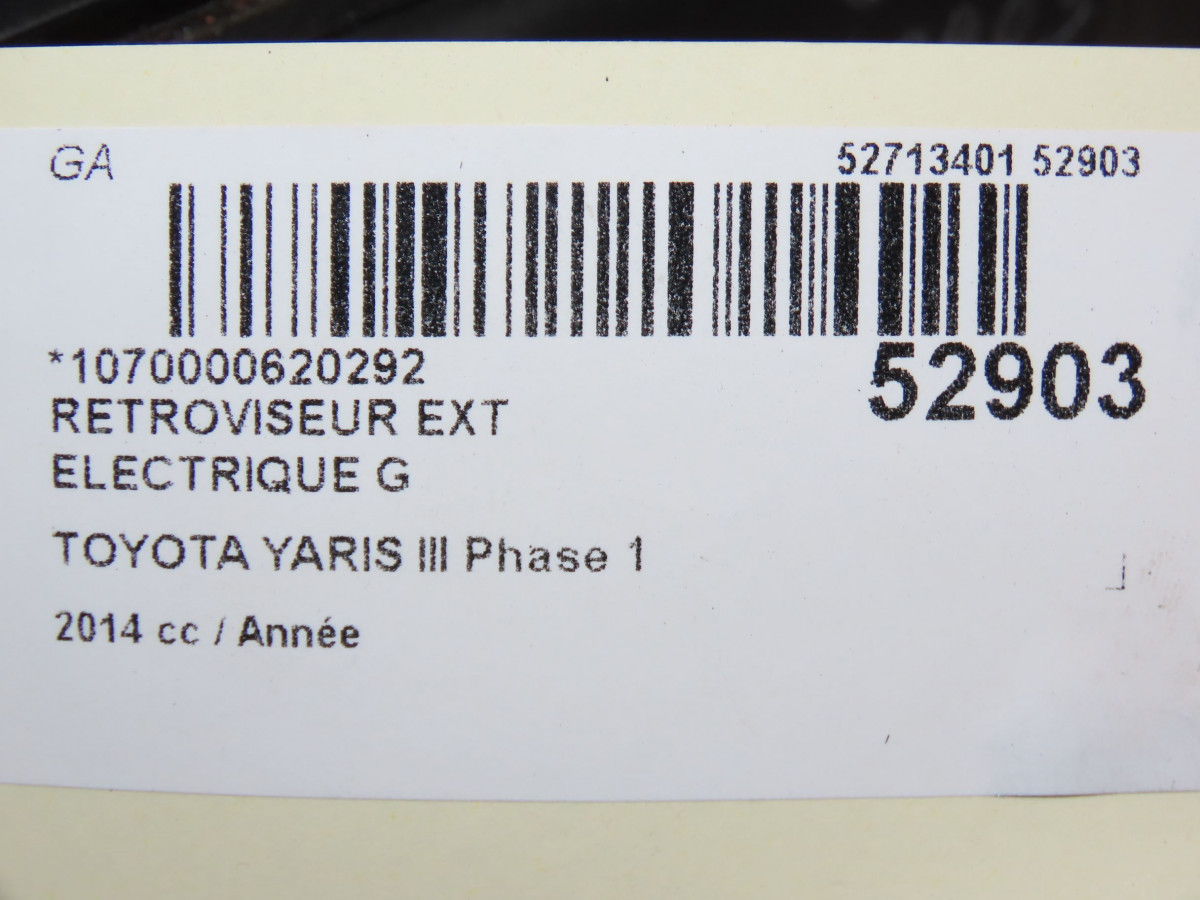 GA
52713401 52903
*1070000620292
52903
RETROVISEUR EXT
ELECTRIQUE G
TOYOTA YARIS III Phase 1
2014 cc / Année